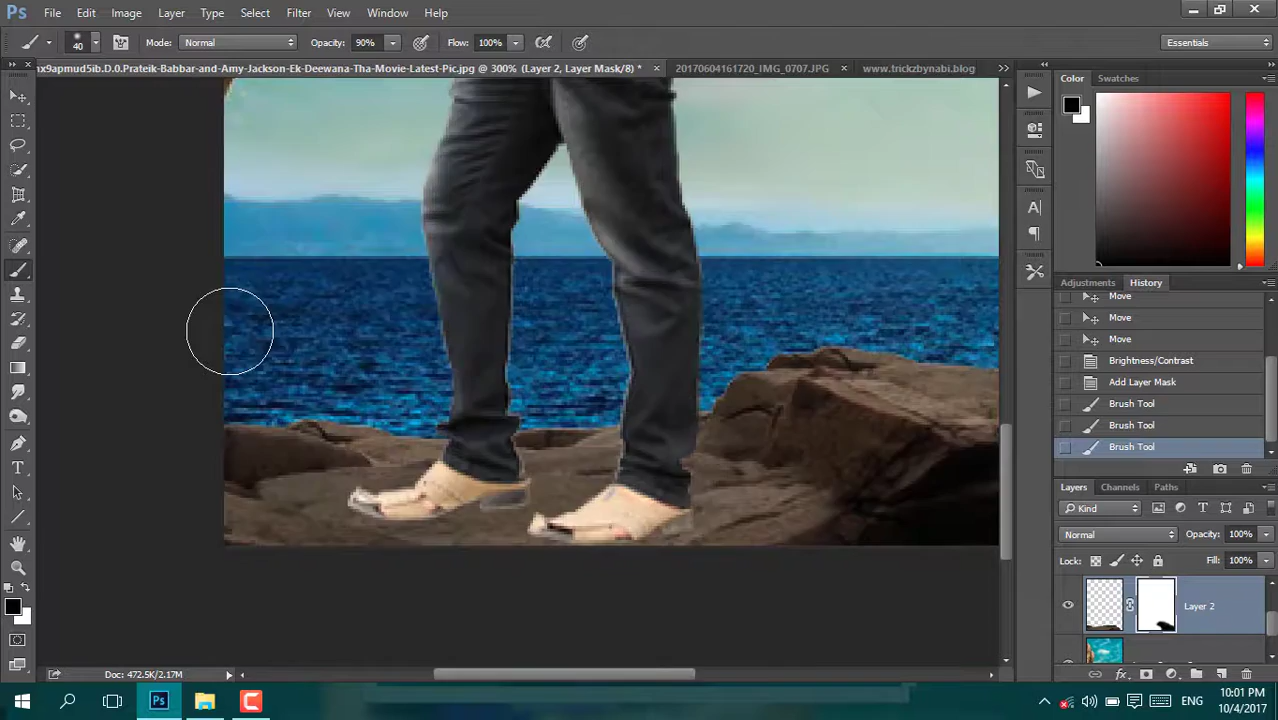 Ps File Edit Image Layer Type Select Filter 3D View Window Help
40 Mode: Normal Opacity: 90% Flow: 100% Essentials
ıx9apmud5ib.D.0.Prateik-Babbar-and-Amy-Jackson-Ek-Deewana-Tha-Movie-Latest-Pic.jpg @ 300% (Layer 2, Layer Mask/8) * × 20170604161720_IMG_0707.JPG × www.trickzbynabi.blog
Color Swatches
Adjustments History
Move
Move
Move
Brightness/Contrast
Add Layer Mask
Brush Tool
Brush Tool
Brush Tool
Layers Channels Paths
Kind
Normal Opacity: 100%
Lock: Fill: 100%
Layer 2
Doc: 472.5K/2.17M
Ps C ENG 10:01 PM
10/4/2017